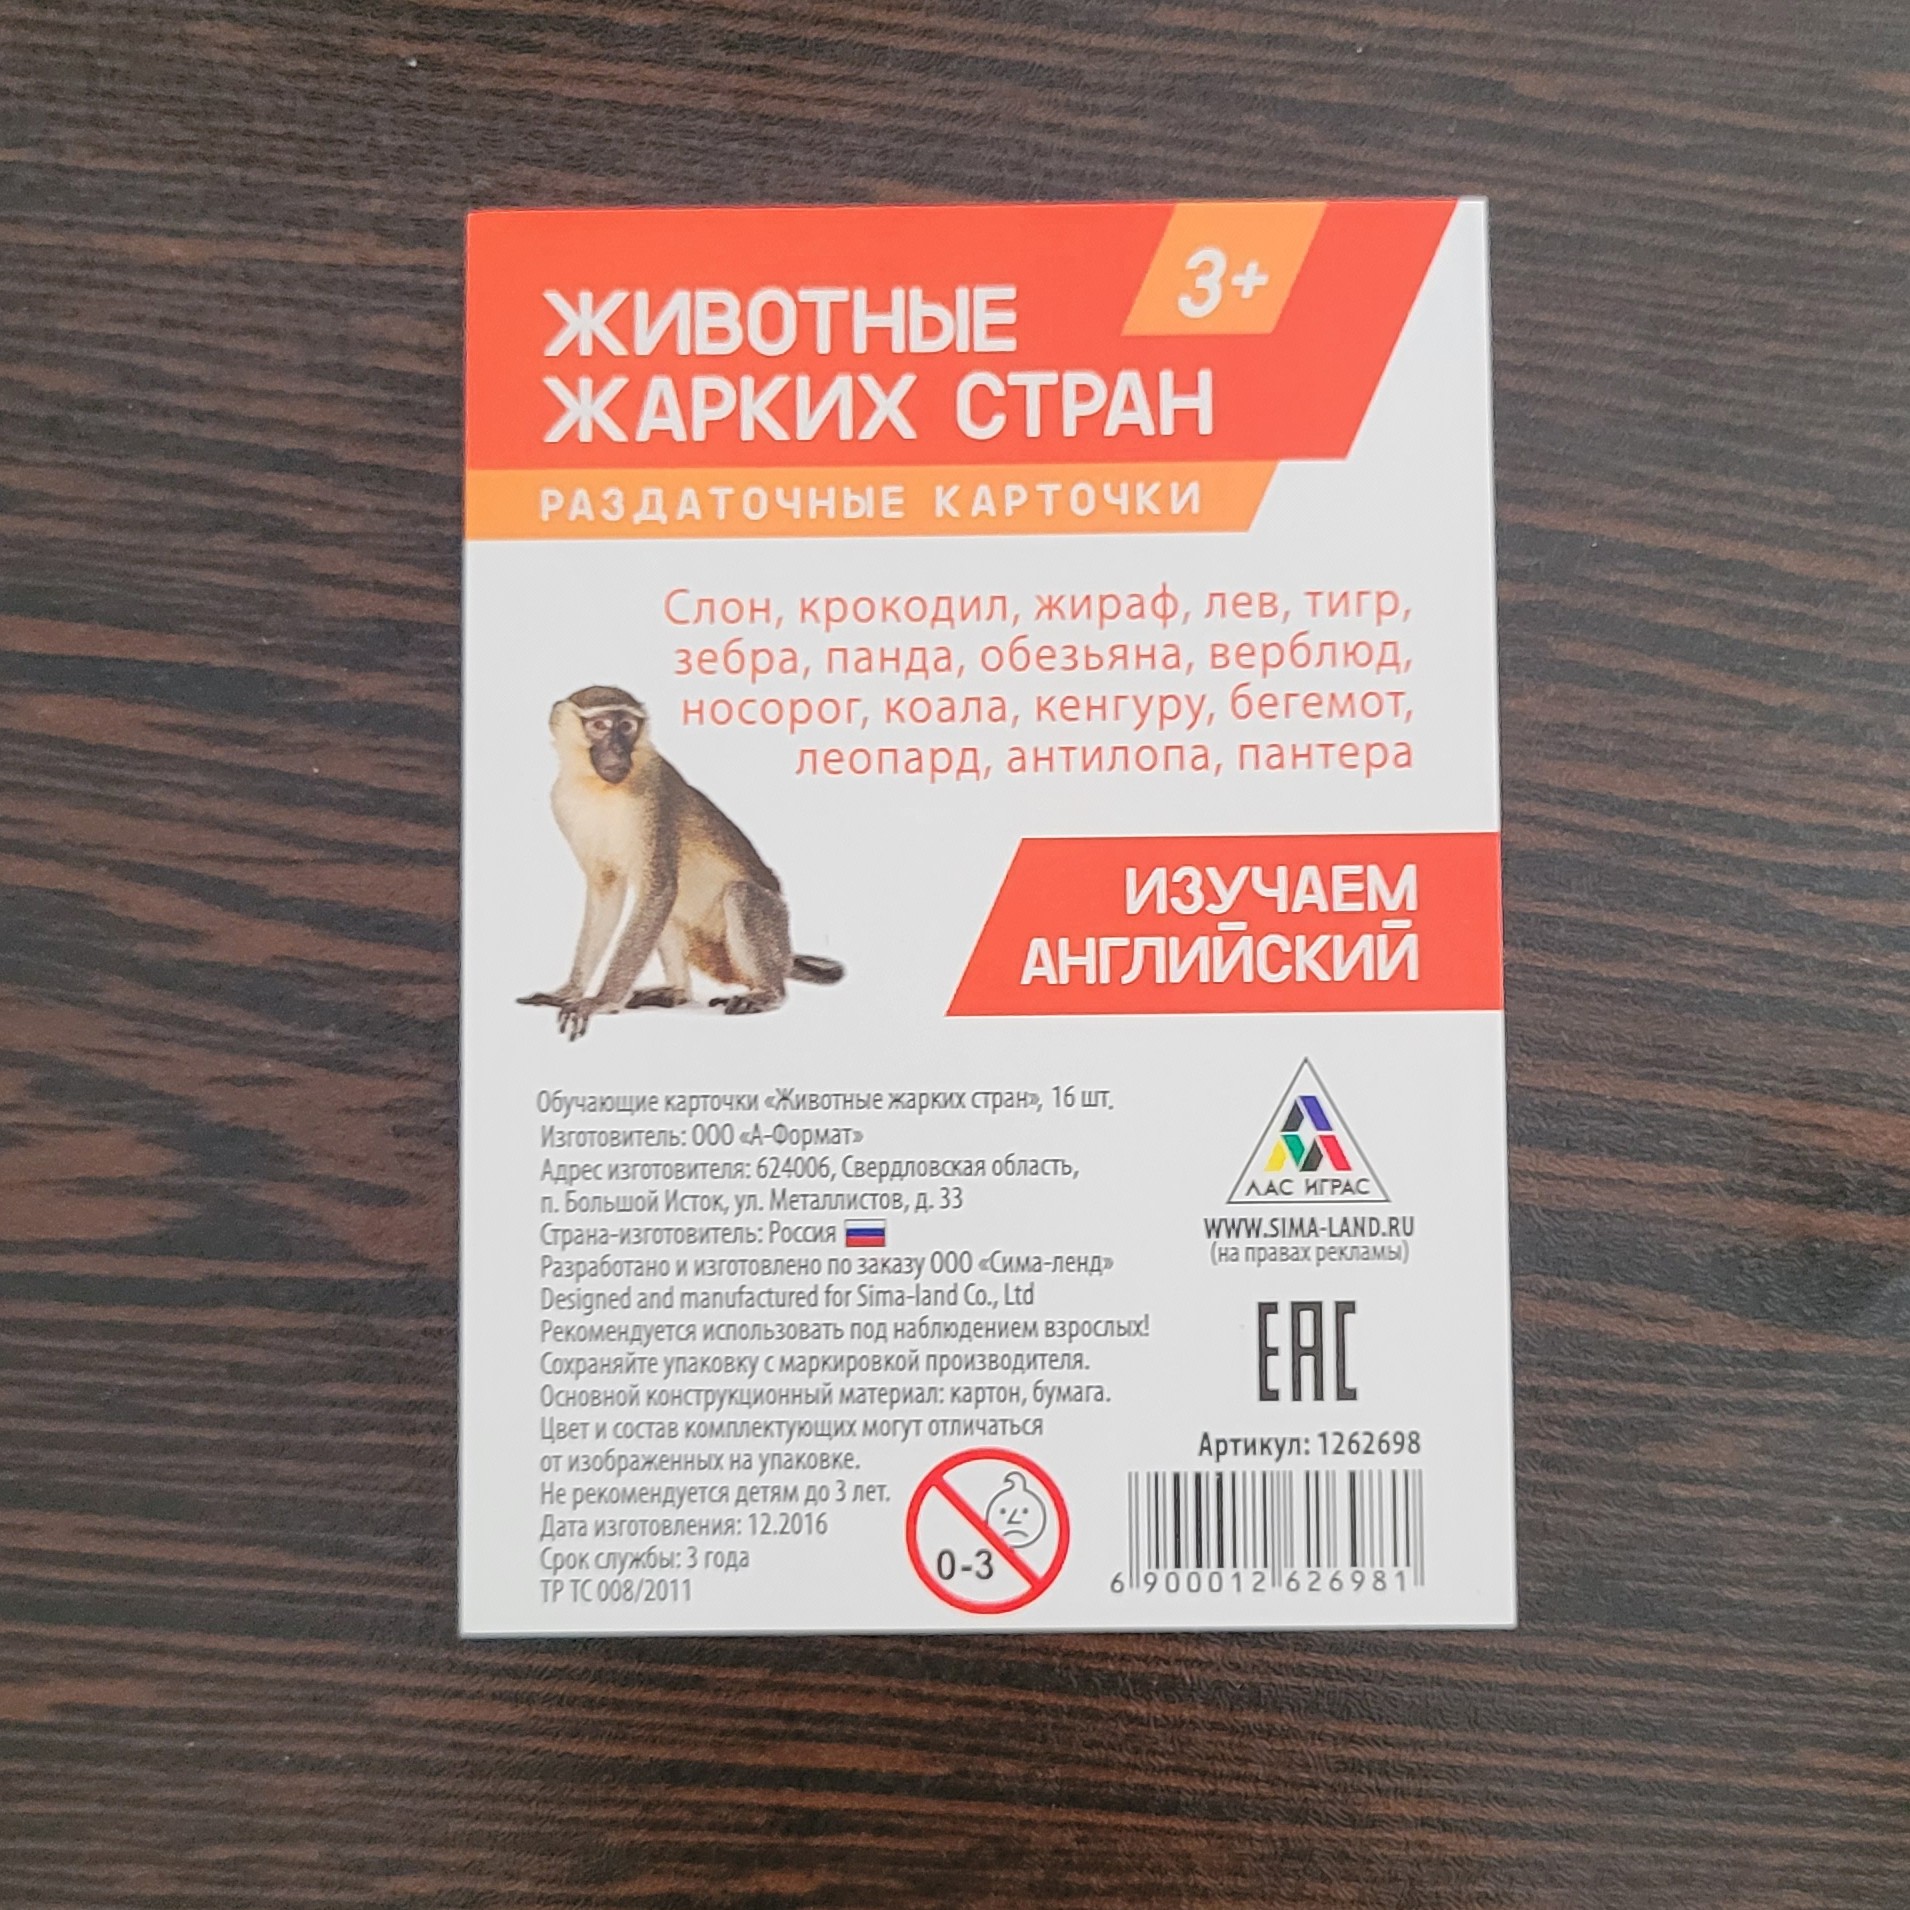 3+
ЖИВОТНЫЕ
ЖАРКИХ СТРАН
РАЗДАТОЧНЫЕ КАРТОЧКИ
Слон, крокодил, жираф, лев, тигр,
зебра, панда, обезьяна, верблюд,
носорог, коала, кенгуру, бегемот,
леопард, антилопа, пантера
ИЗУЧАЕМ
АНГЛИЙСКИЙ
Обучающие карточки «Животные жарких стран», 16 шт.
Изготовитель: ООО «А-Формат»
Адрес изготовителя: 624006, Свердловская область,
п. Большой Исток, ул. Металлистов, д. 33
Страна-изготовитель: Россия
Разработано и изготовлено по заказу ООО «Сима-ленд»
Designed and manufactured for Sima-land Co., Ltd
Рекомендуется использовать под наблюдением взрослых!
Сохраняйте упаковку с маркировкой производителя.
Основной конструкционный материал: картон, бумага.
Цвет и состав комплектующих могут отличаться
от изображенных на упаковке.
Не рекомендуется детям до 3 лет.
Дата изготовления: 12.2016
Срок службы: 3 года
ТР ТС 008/2011
0-3
ЛАС ИГРАС
WWW.SIMA-LAND.RU
(на правах рекламы)
EAC
Артикул: 1262698
6 900012 626981